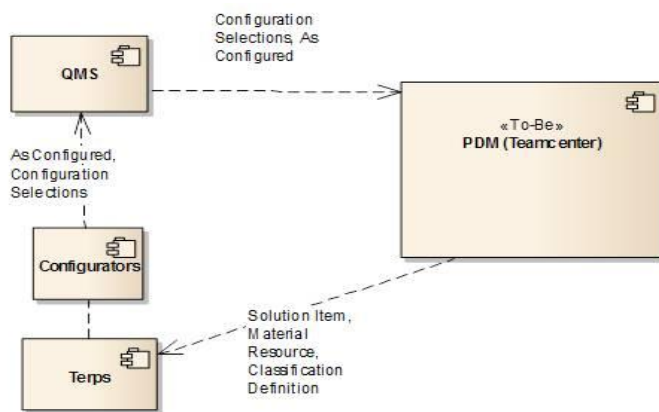 Configuration
Selections, As
Configured
QMS
«To-Be»
PDM (Teamcenter)
As Configured,
Configuration
Selections
Configurators
Solution Item,
Material
Resource,
Classification
Definition
Terps